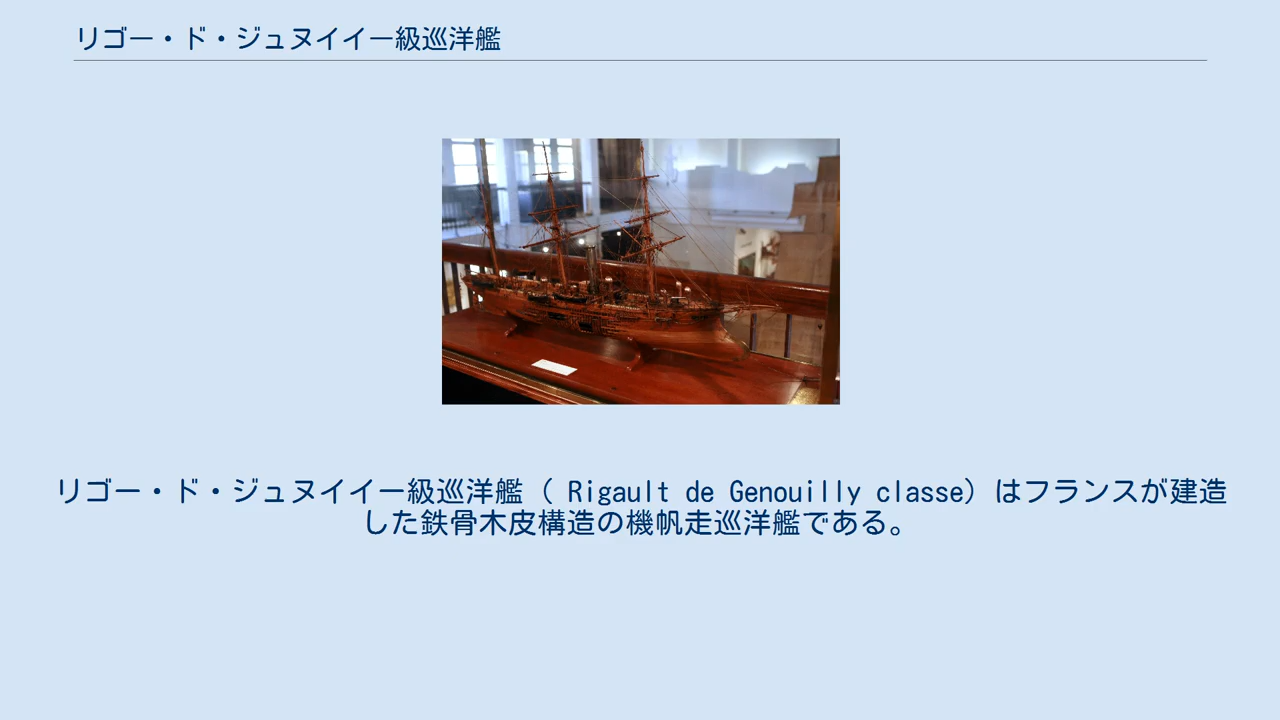 リゴー・ド・ジュヌイイー級巡洋艦
リゴー・ド・ジュヌイイー級巡洋艦（ Rigault de Genouilly classe）はフランスが建造
した鉄骨木皮構造の機帆走巡洋艦である。